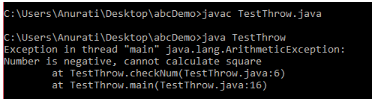 C:\Users\Anurati\Desktop\abcDemo>javac TestThrow.java
C:\Users\Anurati\Desktop\abcDemo>java TestThrow
Exception in thread "main" java.lang.ArithmeticException:
Number is negative, cannot calculate square
at TestThrow.checkNum(TestThrow.java:6)
at TestThrow.main(TestThrow.java:16)